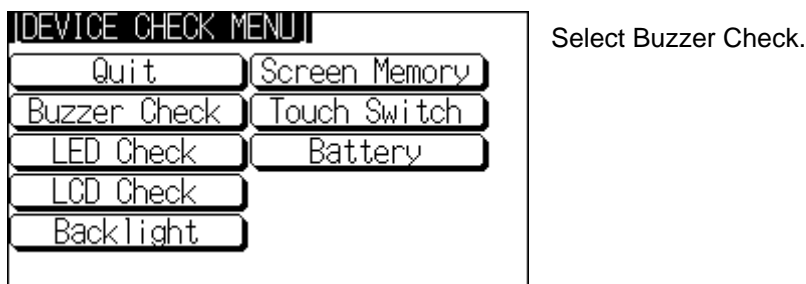 DEVICE CHECK MENU
Quit
Screen Memory
Buzzer Check
Touch Switch
LED Check
Battery
LCD Check
Backlight
Select Buzzer Check.